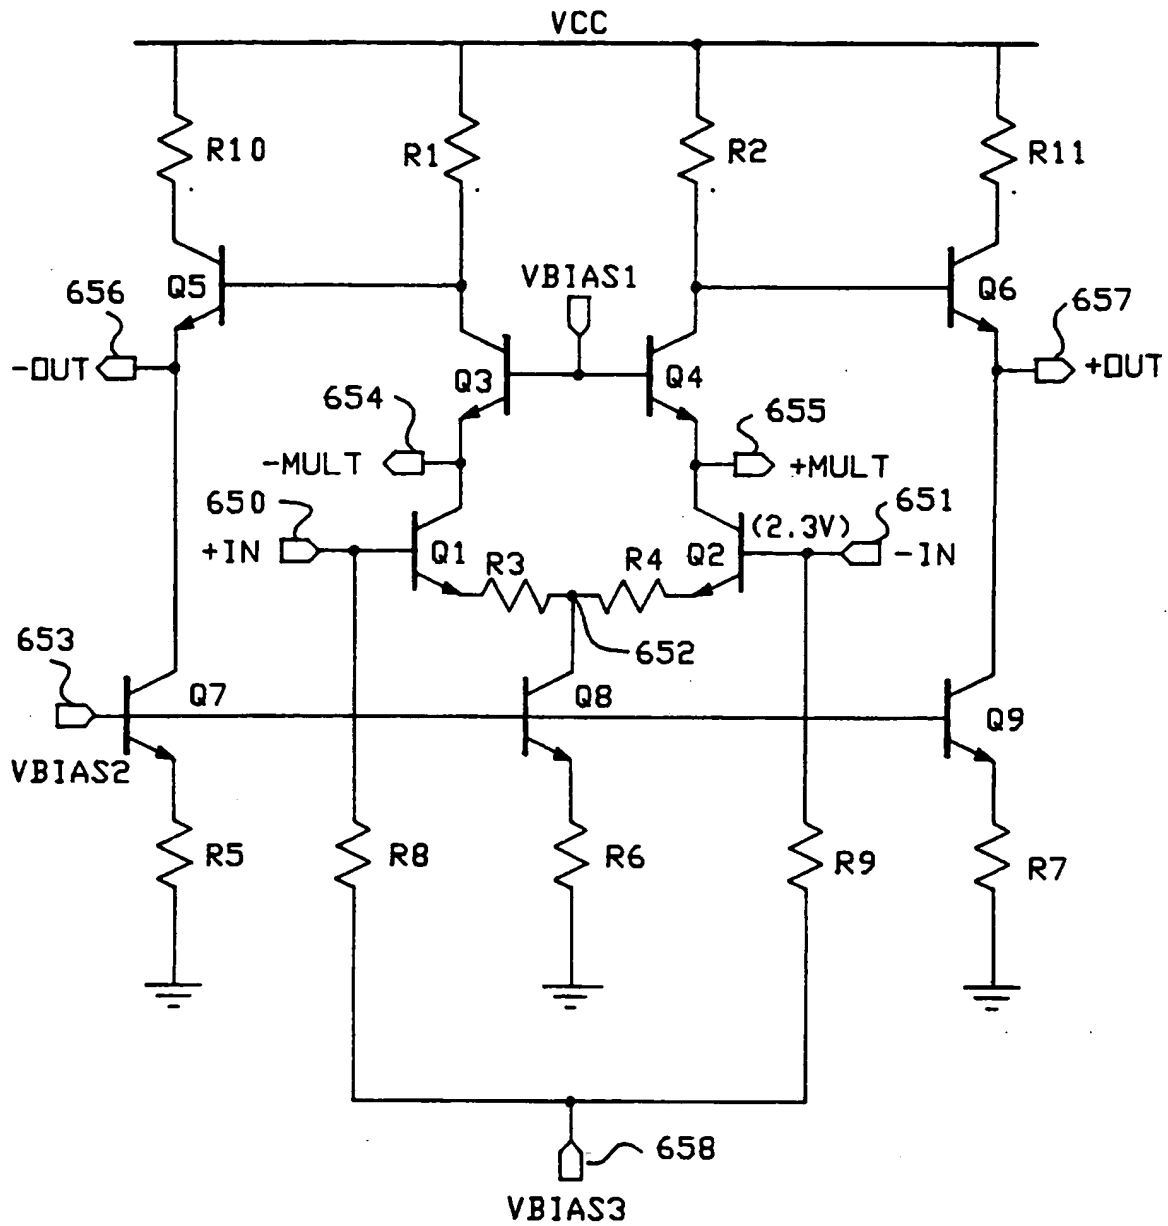 VCC
R10
R1
R2
R11
Q5
VBIAS1
Q6
656
657
-OUT
+OUT
Q3
Q4
654
655
-MULT
+MULT
650
(2.3V)
651
+IN
Q1
R3
R4
Q2
-IN
653
652
Q7
Q8
Q9
VBIAS2
R5
R8
R6
R9
R7
658
VBIAS3